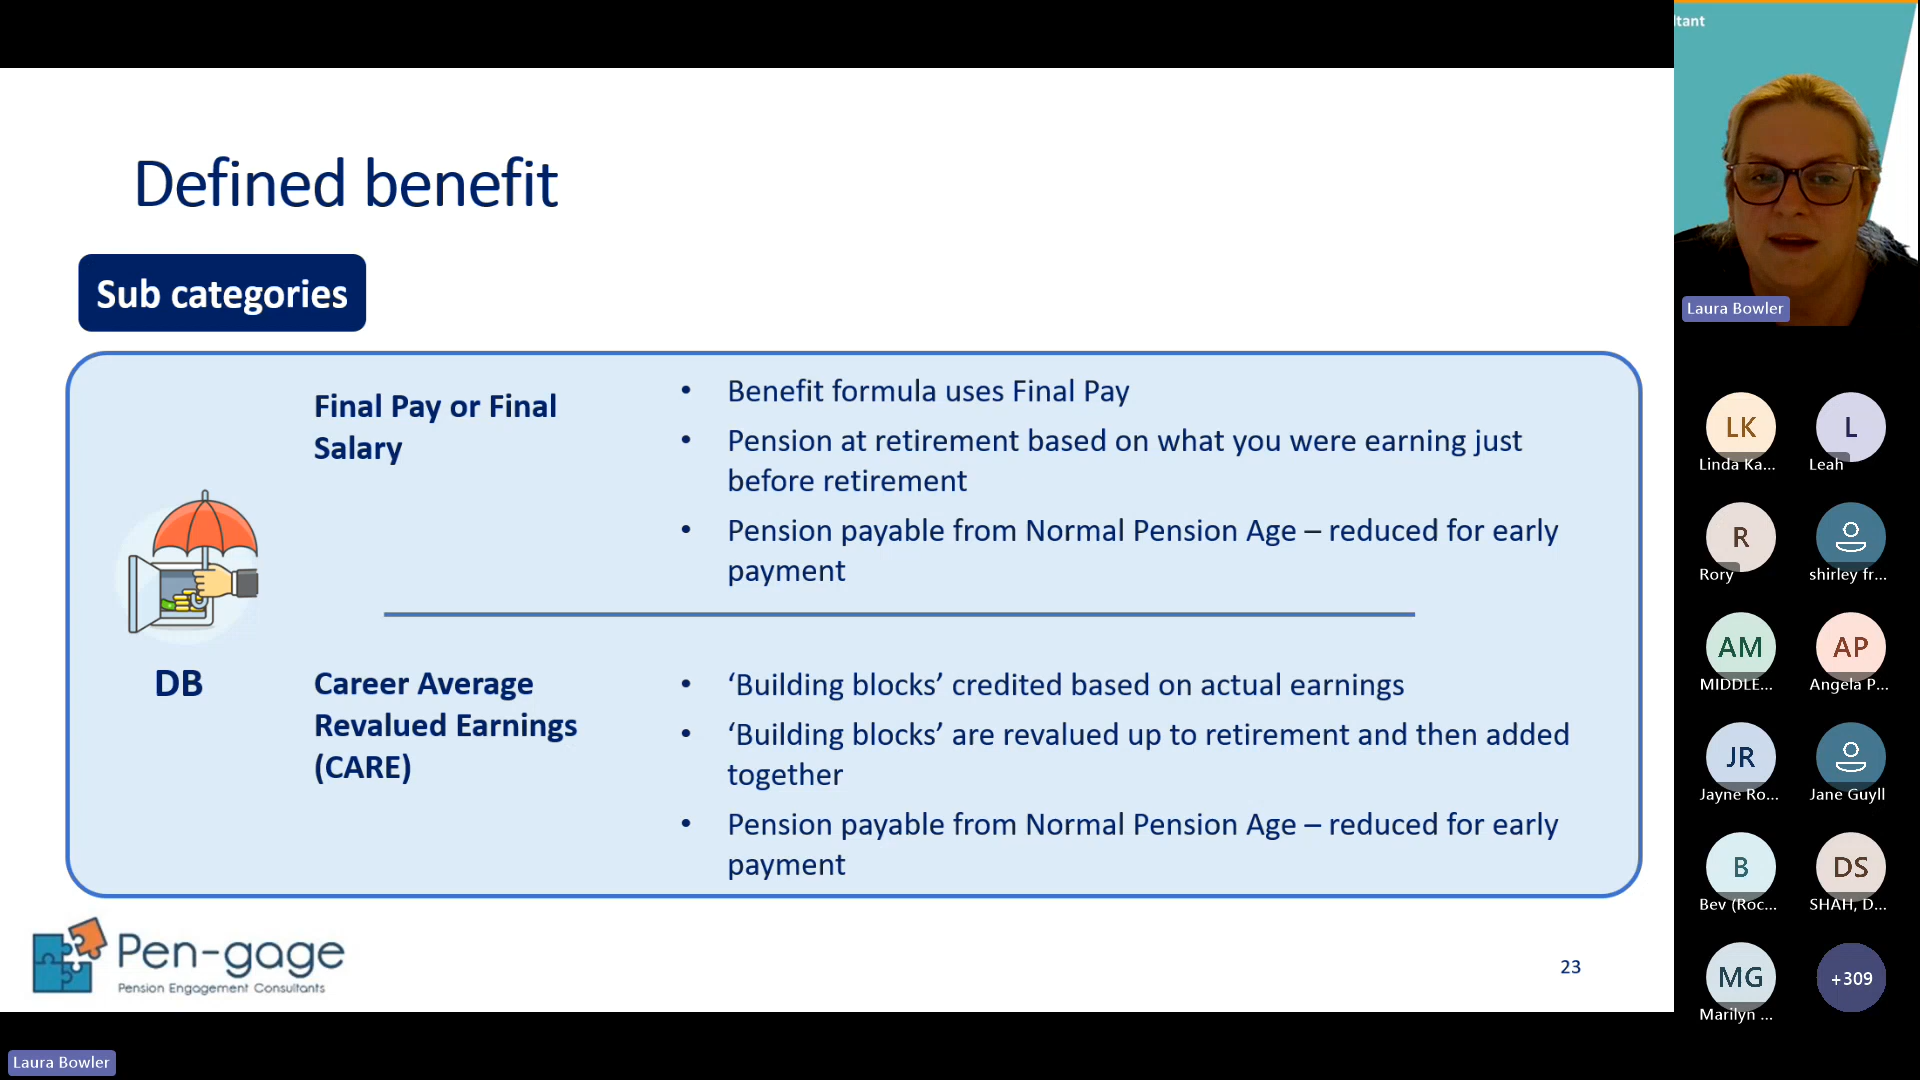 ltant
Defined benefit
Sub categories
Final Pay or Final
Salary
• Benefit formula uses Final Pay
• Pension at retirement based on what you were earning just
before retirement
• Pension payable from Normal Pension Age – reduced for early
payment
DB
Career Average
Revalued Earnings
(CARE)
• ‘Building blocks’ credited based on actual earnings
• ‘Building blocks’ are revalued up to retirement and then added
together
• Pension payable from Normal Pension Age – reduced for early
payment
Pen-gage
Pension Engagement Consultants
23
Laura Bowler
Laura Bowler
LK
Linda Ka...
L
Leah
R
Rory
shirley fr...
AM
MIDDLE...
AP
Angela P...
JR
Jayne Ro...
Jane Guyll
B
Bev (Roc...
DS
SHAH, D...
MG
Marilyn ...
+309